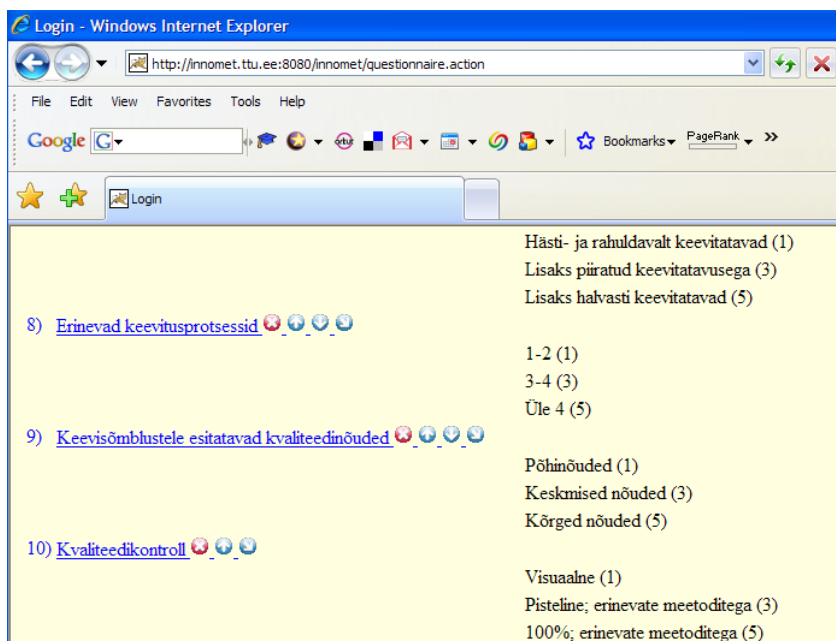 Login - Windows Internet Explorer
http://innomet.ttu.ee:8080/innomet/questionnaire.action
File Edit View Favorites Tools Help
Google G Bookmarks PageRank »
Login
Hästi- ja rahuldavalt keevitatavad (1)
Lisaks piiratud keevitatavusega (3)
Lisaks halvasti keevitatavad (5)
8) Erinevad keevitusprotsessid
1-2 (1)
3-4 (3)
Üle 4 (5)
9) Keevisõmblustele esitatavad kvaliteedinõuded
Põhinõuded (1)
Keskmised nõuded (3)
Kõrged nõuded (5)
10) Kvaliteedikontroll
Visuaalne (1)
Pisteline; erinevate meetoditega (3)
100%; erinevate meetoditega (5)